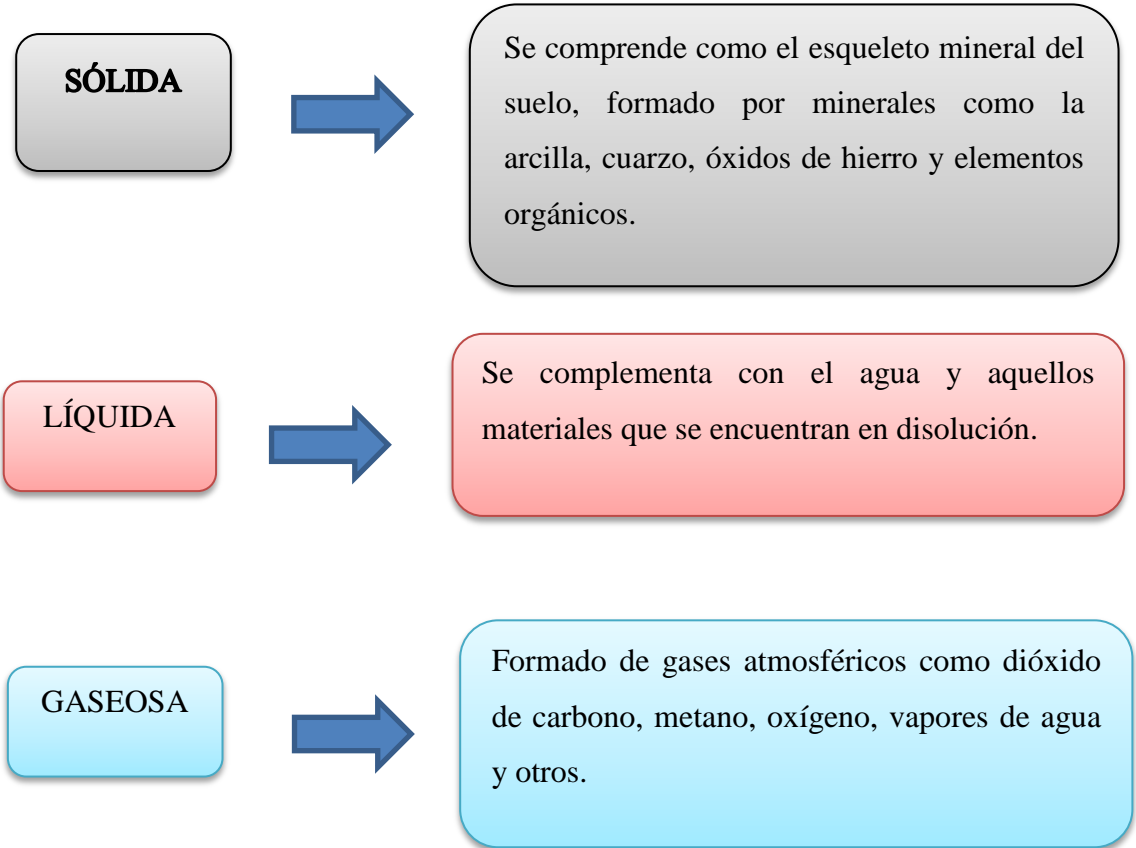 SÓLIDA
Se comprende como el esqueleto mineral del
suelo, formado por minerales como la
arcilla, cuarzo, óxidos de hierro y elementos
orgánicos.
LÍQUIDA
Se complementa con el agua y aquellos
materiales que se encuentran en disolución.
GASEOSA
Formado de gases atmosféricos como dióxido
de carbono, metano, oxígeno, vapores de agua
y otros.